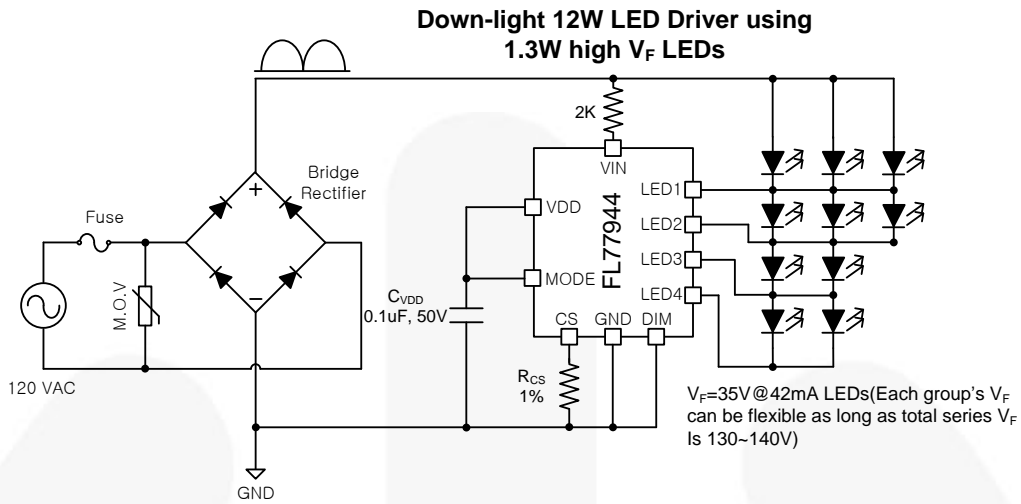 Down-light 12W LED Driver using
1.3W high VF LEDs
2K
VIN
Bridge
Rectifier
+
−
Fuse
M.O.V
120 VAC
GND
VDD
MODE
CVDD
0.1uF, 50V
FL77944
LED1
LED2
LED3
LED4
CS
GND
DIM
RCS
1%
VF=35V@42mA LEDs(Each group's VF
can be flexible as long as total series VF
Is 130~140V)